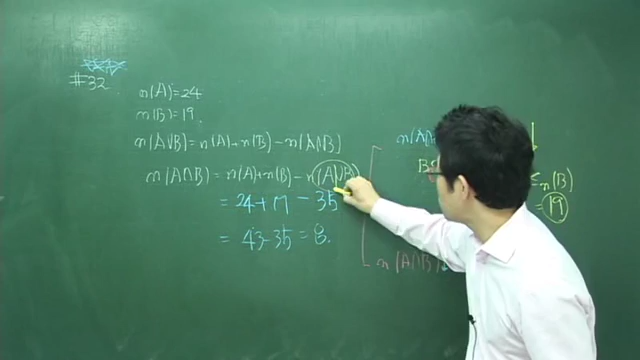 #32
n(A)=24
n(B)=19.
n(A∪B)=n(A)+n(B)-n(A∩B)
n(A∩B)=n(A)+n(B)-n(A∪B)
= 24+19-35
= 43-35=8.
n(A∩
B⊂
≤ n(B)
= 19
n(A∩B)